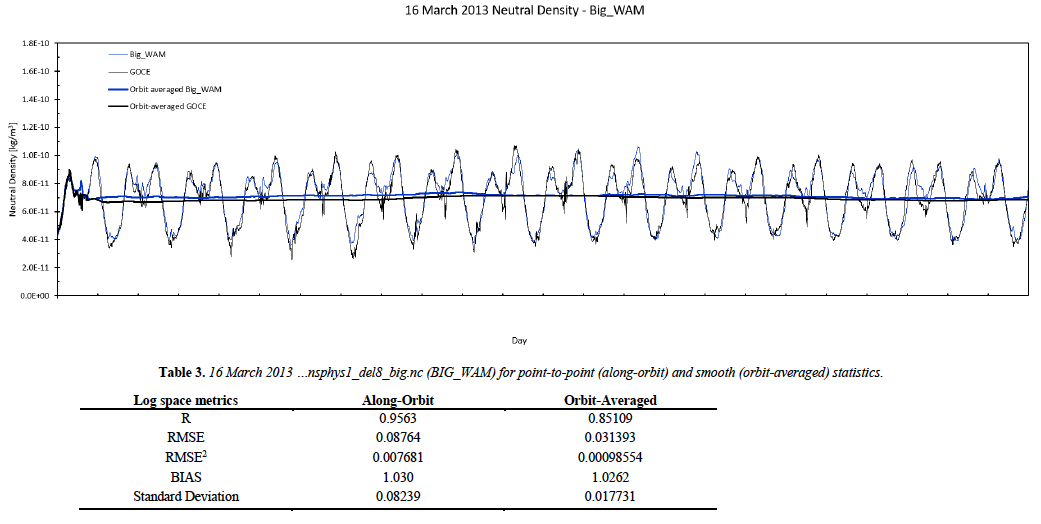 16 March 2013 Neutral Density - Big_WAM
1.8E-10
1.6E-10
1.4E-10
1.2E-10
1.0E-10
8.0E-11
6.0E-11
4.0E-11
2.0E-11
0.0E+00
Neutral Density [kg/m³]
Big_WAM
GOCE
Orbit averaged Big_WAM
Orbit-averaged GOCE
Day
Table 3. 16 March 2013 ...nsphys1_del8_big.nc (BIG_WAM) for point-to-point (along-orbit) and smooth (orbit-averaged) statistics.
Log space metrics Along-Orbit Orbit-Averaged
R 0.9563 0.85109
RMSE 0.08764 0.031393
RMSE² 0.007681 0.00098554
BIAS 1.030 1.0262
Standard Deviation 0.08239 0.017731